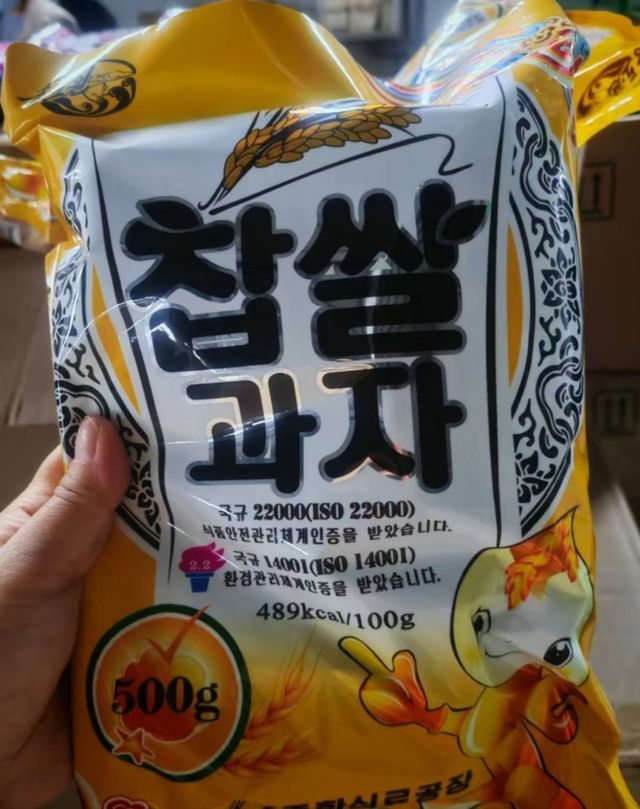 찹쌀
과자
국규 22000(ISO 22000)
식품안전관리체계인증을 받았습니다.
국규 14001(ISO 14001)
환경관리체계인증을 받았습니다.
2.2
489kcal/100g
500g